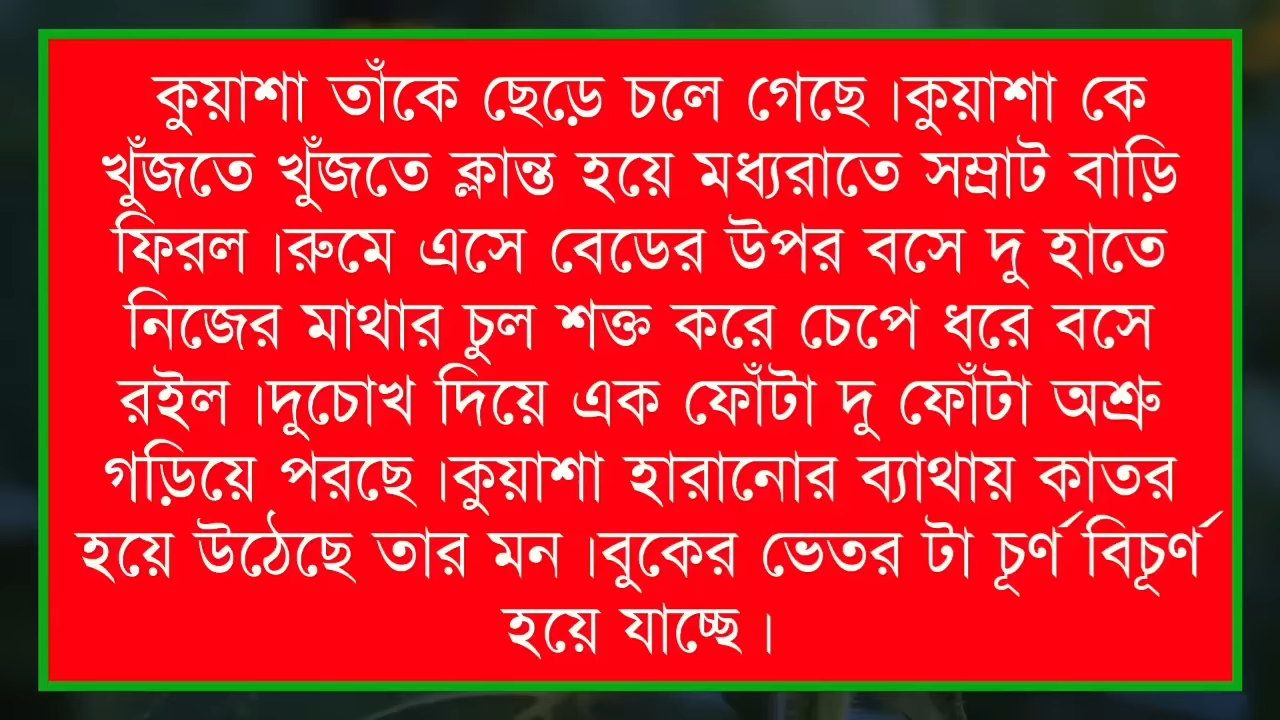 কুয়াশা তাঁকে ছেড়ে চলে গেছে ।কুয়াশা কে
খুঁজতে খুঁজতে ক্লান্ত হয়ে মধ্যরাতে সম্রাট বাড়ি
ফিরল ।রুমে এসে বেডের উপর বসে দু হাতে
নিজের মাথার চুল শক্ত করে চেপে ধরে বসে
রইল ।দুচোখ দিয়ে এক ফোঁটা দু ফোঁটা অশ্রু
গড়িয়ে পরছে ।কুয়াশা হারানোর ব্যাথায় কাতর
হয়ে উঠেছে তার মন ।বুকের ভেতর টা চূর্ণ বিচূর্ণ
হয়ে যাচ্ছে ।